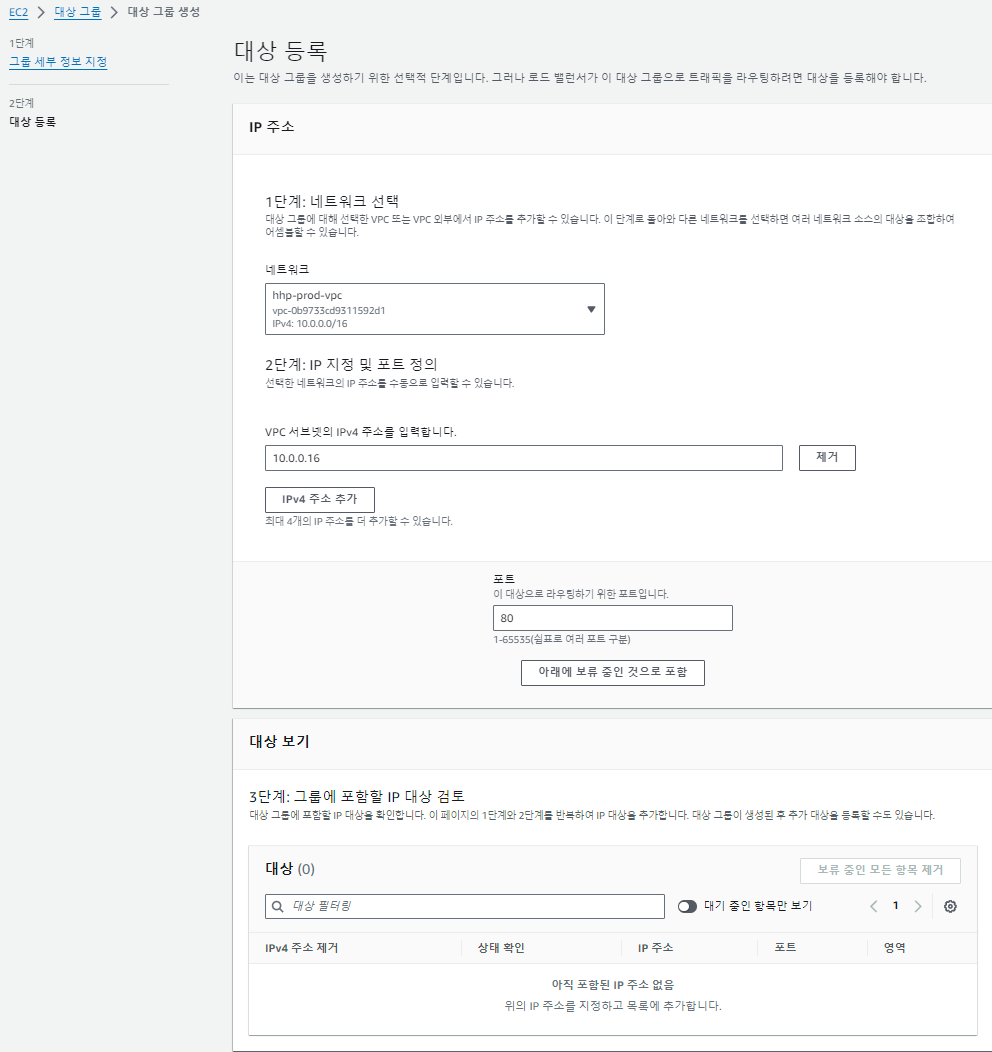 EC2 > 대상 그룹 > 대상 그룹 생성
1단계
그룹 세부 정보 지정
2단계
대상 등록
대상 등록
이는 대상 그룹을 생성하기 위한 선택적 단계입니다. 그러나 로드 밸런서가 이 대상 그룹으로 트래픽을 라우팅하려면 대상을 등록해야 합니다.
IP 주소
1단계: 네트워크 선택
대상 그룹에 대해 선택한 VPC 또는 VPC 외부에서 IP 주소를 추가할 수 있습니다. 이 단계로 돌아와 다른 네트워크를 선택하면 여러 네트워크 소스의 대상을 조합하여
어셈블할 수 있습니다.
네트워크
hhp-prod-vpc
vpc-0b9733cd9311592d1
IPv4: 10.0.0.0/16
2단계: IP 지정 및 포트 정의
선택한 네트워크의 IP 주소를 수동으로 입력할 수 있습니다.
VPC 서브넷의 IPv4 주소를 입력합니다.
10.0.0.16
제거
IPv4 주소 추가
최대 4개의 IP 주소를 더 추가할 수 있습니다.
포트
이 대상으로 라우팅하기 위한 포트입니다.
80
1-65535(쉼표로 여러 포트 구분)
아래에 보류 중인 것으로 포함
대상 보기
3단계: 그룹에 포함할 IP 대상 검토
대상 그룹에 포함할 IP 대상을 확인합니다. 이 페이지의 1단계와 2단계를 반복하여 IP 대상을 추가합니다. 대상 그룹이 생성된 후 추가 대상을 등록할 수도 있습니다.
대상 (0)
보류 중인 모든 항목 제거
대상 필터링
대기 중인 항목만 보기
1
IPv4 주소 제거 상태 확인 IP 주소 포트 영역
아직 포함된 IP 주소 없음
위의 IP 주소를 지정하고 목록에 추가합니다.